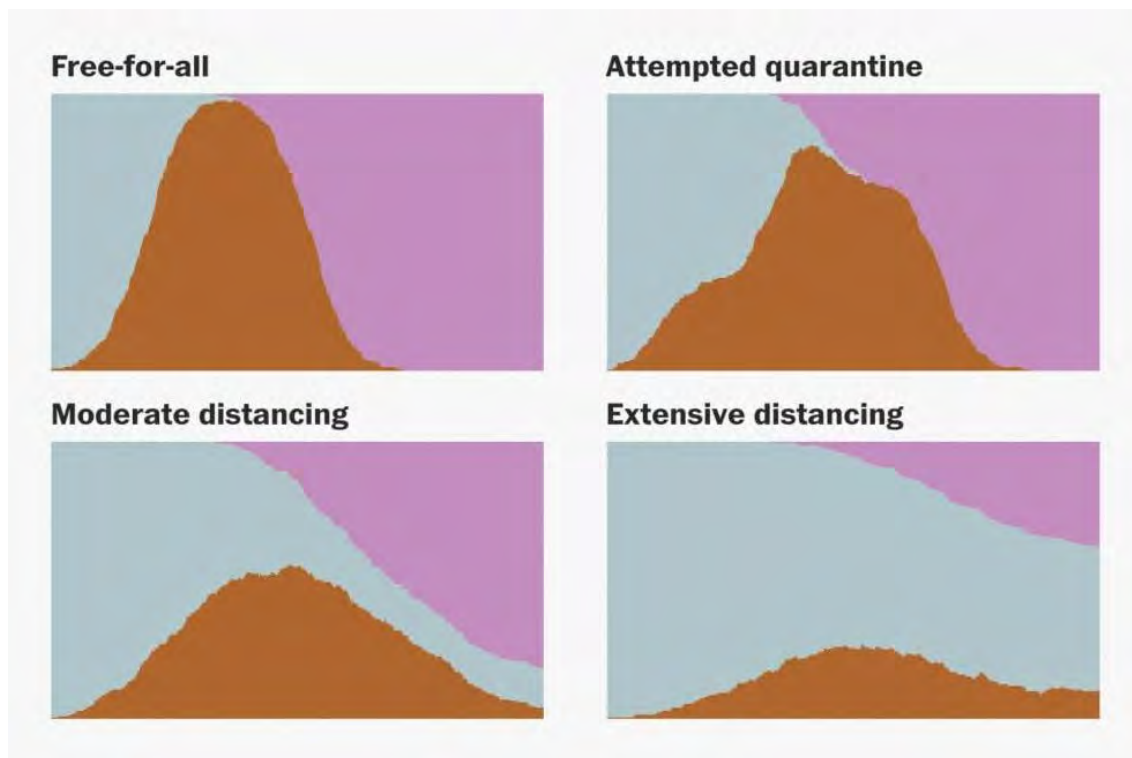 Free-for-all
Attempted quarantine
Moderate distancing
Extensive distancing